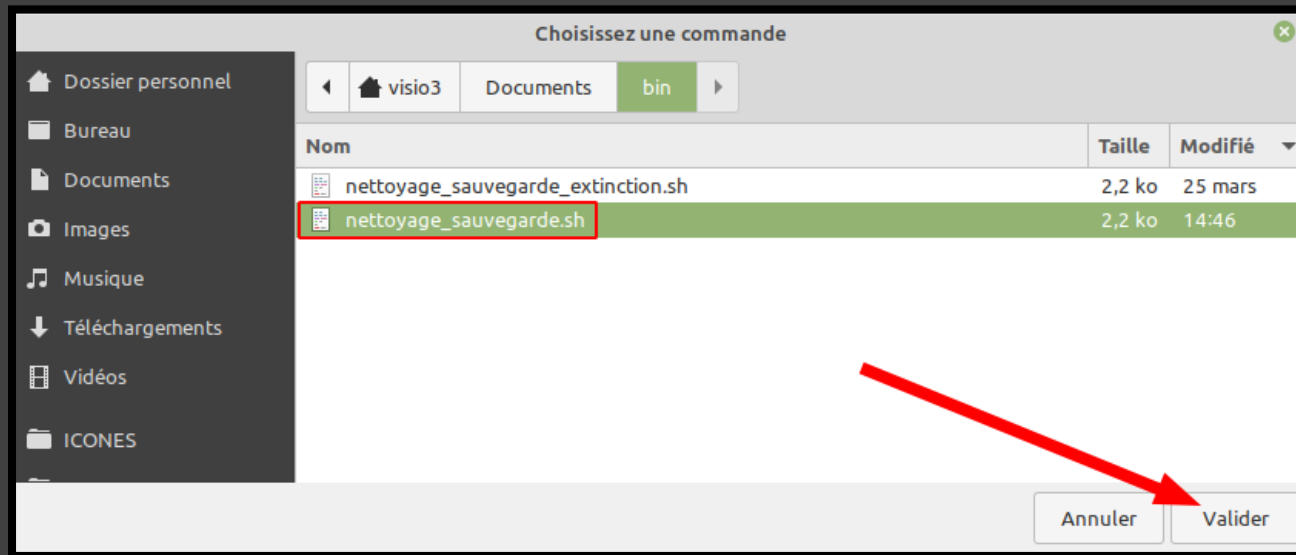 Choisissez une commande
Dossier personnel
Bureau
Documents
Images
Musique
Téléchargements
Vidéos
ICONES
visio3 Documents bin
Nom Taille Modifié
nettoyage_sauvegarde_extinction.sh 2,2 ko 25 mars
nettoyage_sauvegarde.sh 2,2 ko 14:46
Annuler Valider